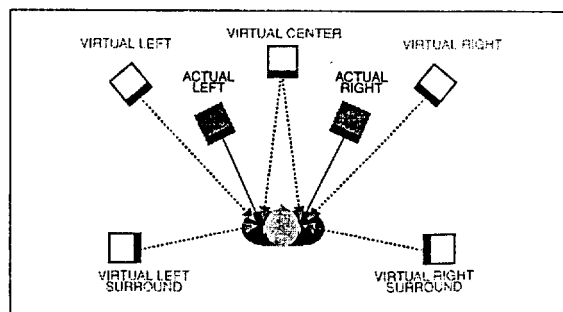 VIRTUAL LEFT
VIRTUAL CENTER
VIRTUAL RIGHT
ACTUAL
LEFT
ACTUAL
RIGHT
VIRTUAL LEFT
SURROUND
VIRTUAL RIGHT
SURROUND